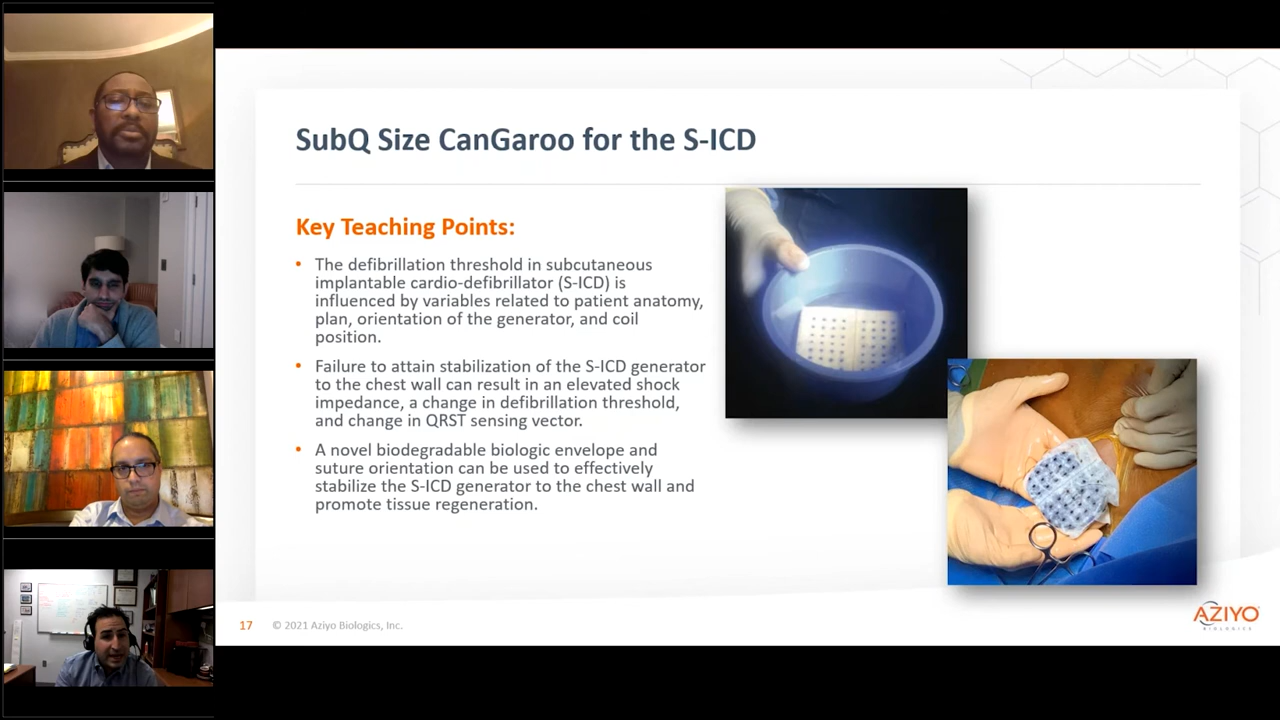 SubQ Size CanGaroo for the S-ICD
Key Teaching Points:
• The defibrillation threshold in subcutaneous
implantable cardio-defibrillator (S-ICD) is
influenced by variables related to patient anatomy,
plan, orientation of the generator, and coil
position.
• Failure to attain stabilization of the S-ICD generator
to the chest wall can result in an elevated shock
impedance, a change in defibrillation threshold,
and change in QRST sensing vector.
• A novel biodegradable biologic envelope and
suture orientation can be used to effectively
stabilize the S-ICD generator to the chest wall and
promote tissue regeneration.
17 © 2021 Aziyo Biologics, Inc.
AZIYO
BIOLOGICS